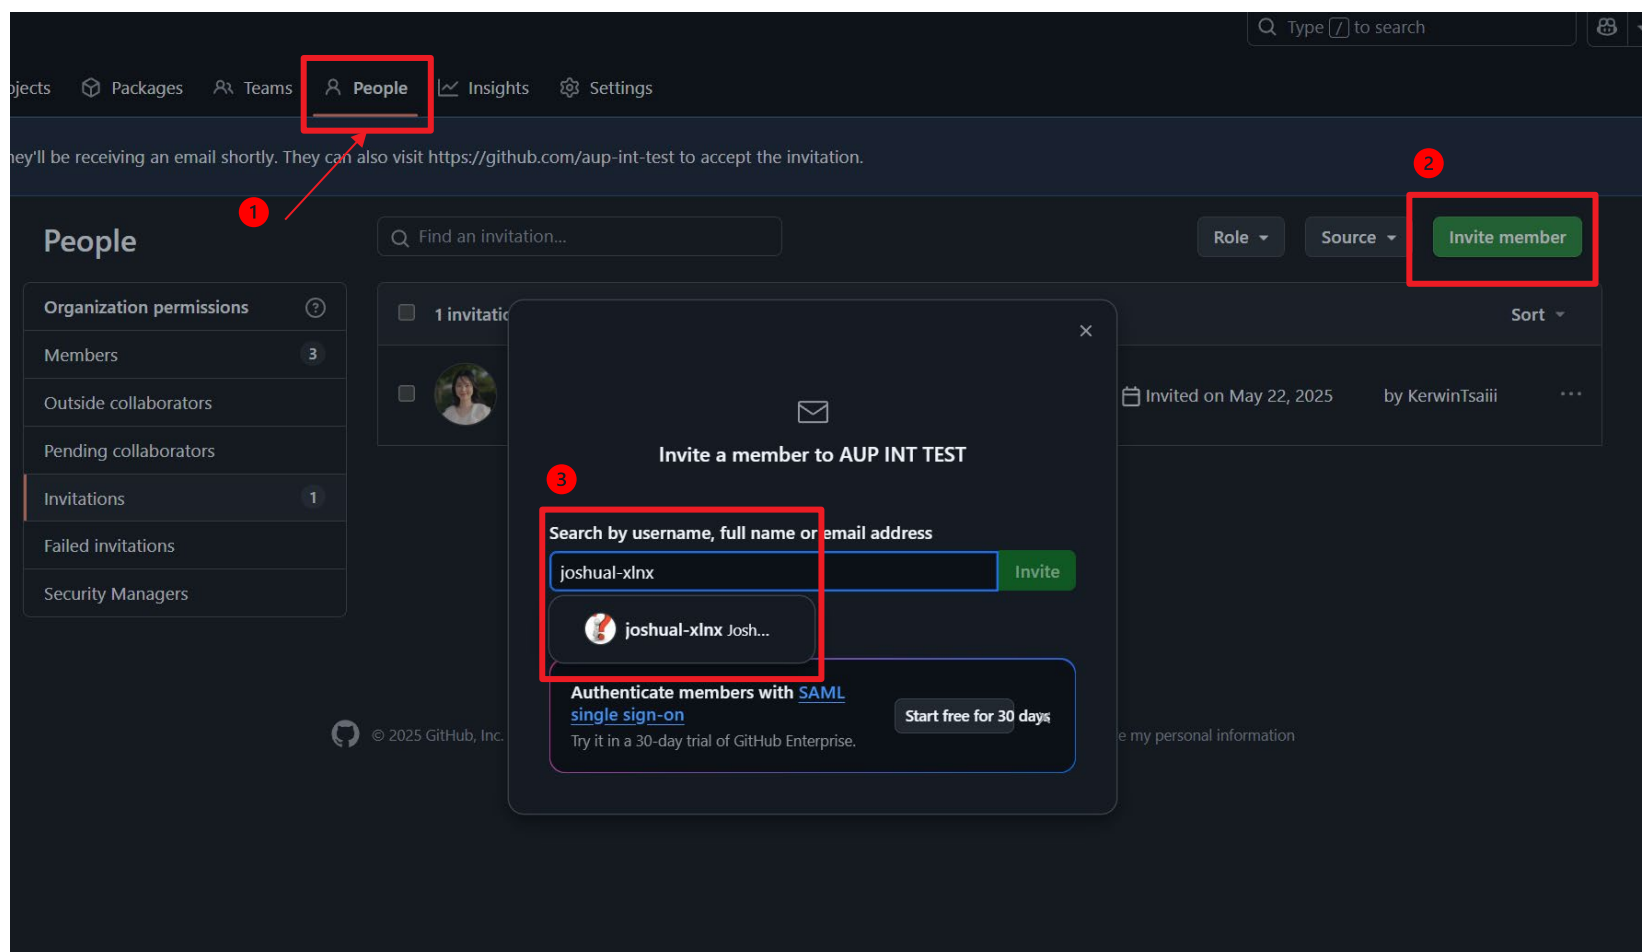 Type / to search
ojects Packages Teams People Insights Settings
hey'll be receiving an email shortly. They can also visit https://github.com/aup-int-test to accept the invitation.
2
1
People
Find an invitation...
Role Source Invite member
Organization permissions ?
Members 3
Outside collaborators
Pending collaborators
Invitations 1
Failed invitations
Security Managers
1 invitatio
Sort
Invited on May 22, 2025 by KerwinTsaiii ...
Invite a member to AUP INT TEST
3
Search by username, full name or email address
joshual-xlnx Invite
joshual-xlnx Josh...
Authenticate members with SAML
single sign-on
Try it in a 30-day trial of GitHub Enterprise.
Start free for 30 days
© 2025 GitHub, Inc.
e my personal information